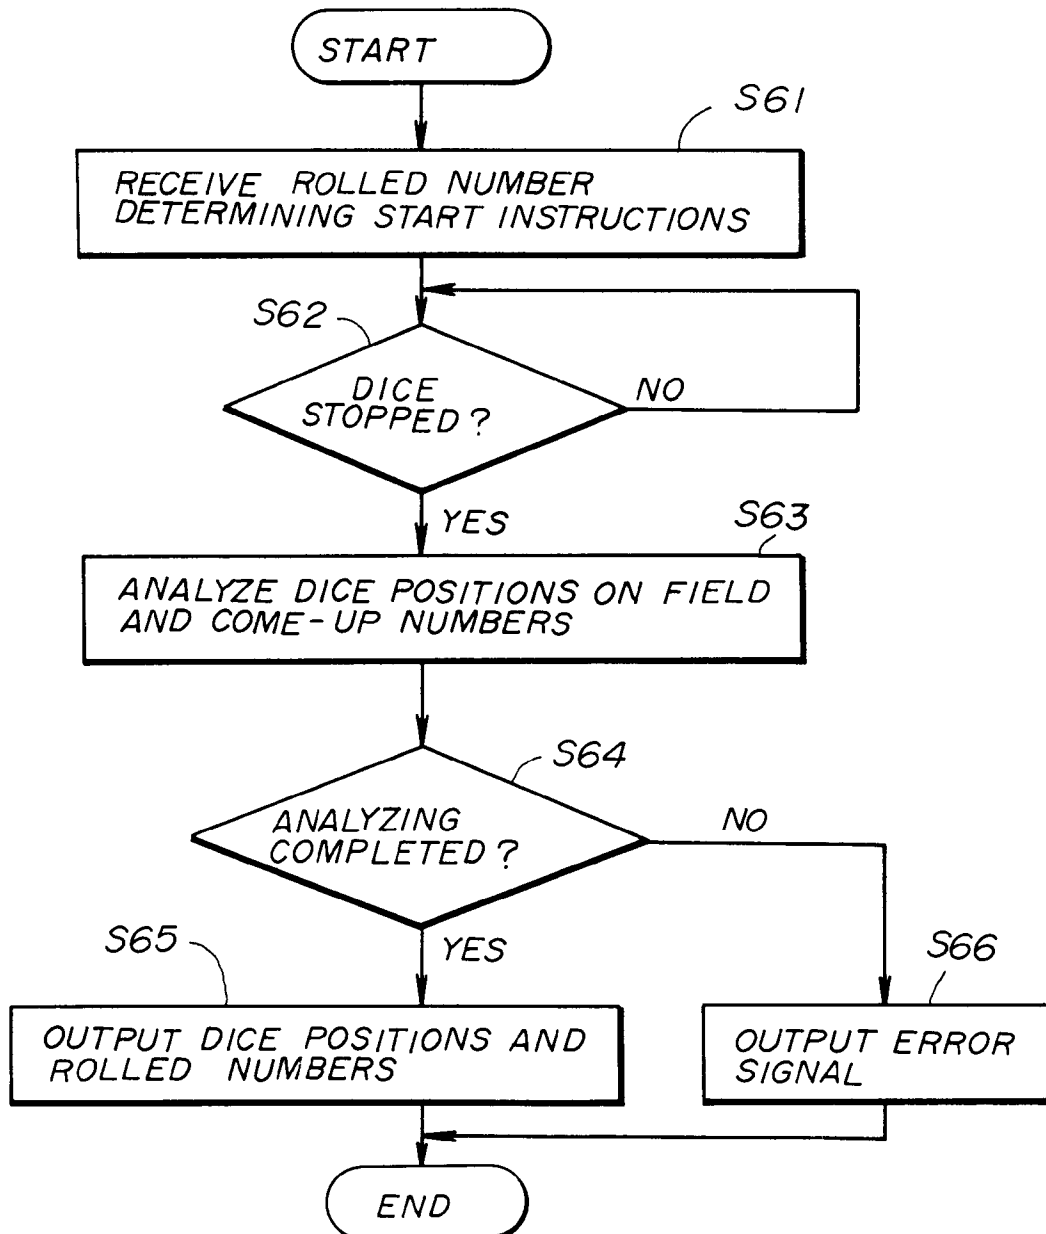 START
S61
RECEIVE ROLLED NUMBER
DETERMINING START INSTRUCTIONS
S62
DICE
STOPPED?
NO
YES
S63
ANALYZE DICE POSITIONS ON FIELD
AND COME-UP NUMBERS
S64
ANALYZING
COMPLETED?
NO
YES
S65
S66
OUTPUT DICE POSITIONS AND
ROLLED NUMBERS
OUTPUT ERROR
SIGNAL
END